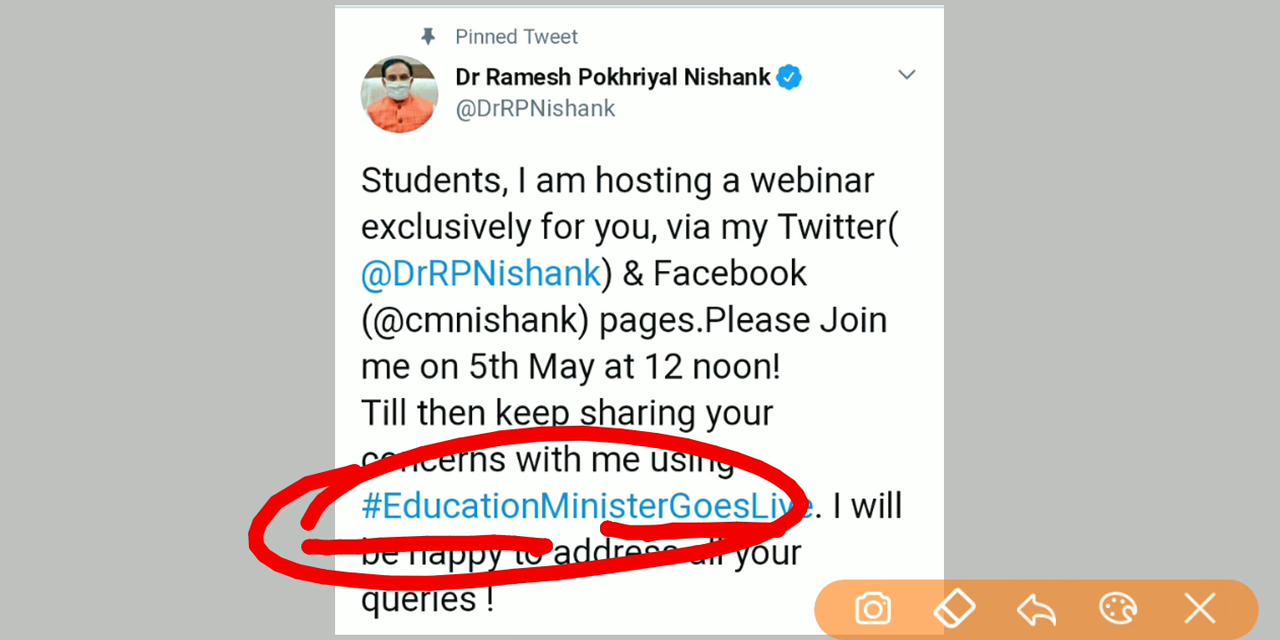 Pinned Tweet
Dr Ramesh Pokhriyal Nishank
@DrRPNishank
Students, I am hosting a webinar
exclusively for you, via my Twitter(
@DrRPNishank) & Facebook
(@cmnishank) pages.Please Join
me on 5th May at 12 noon!
Till then keep sharing your
concerns with me using
#EducationMinisterGoesLive. I will
be happy to address all your
queries !